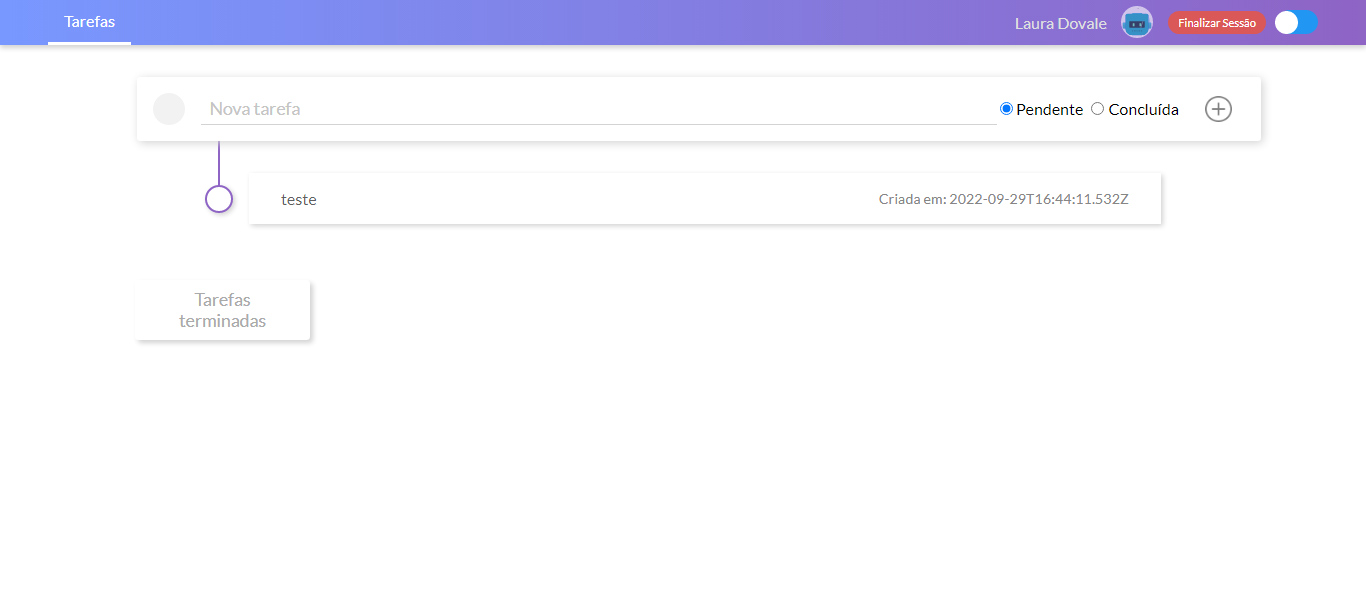 Tarefas
Laura Dovale
Finalizar Sessão
Nova tarefa
Pendente
Concluída
teste
Criada em: 2022-09-29T16:44:11.532Z
Tarefas
terminadas